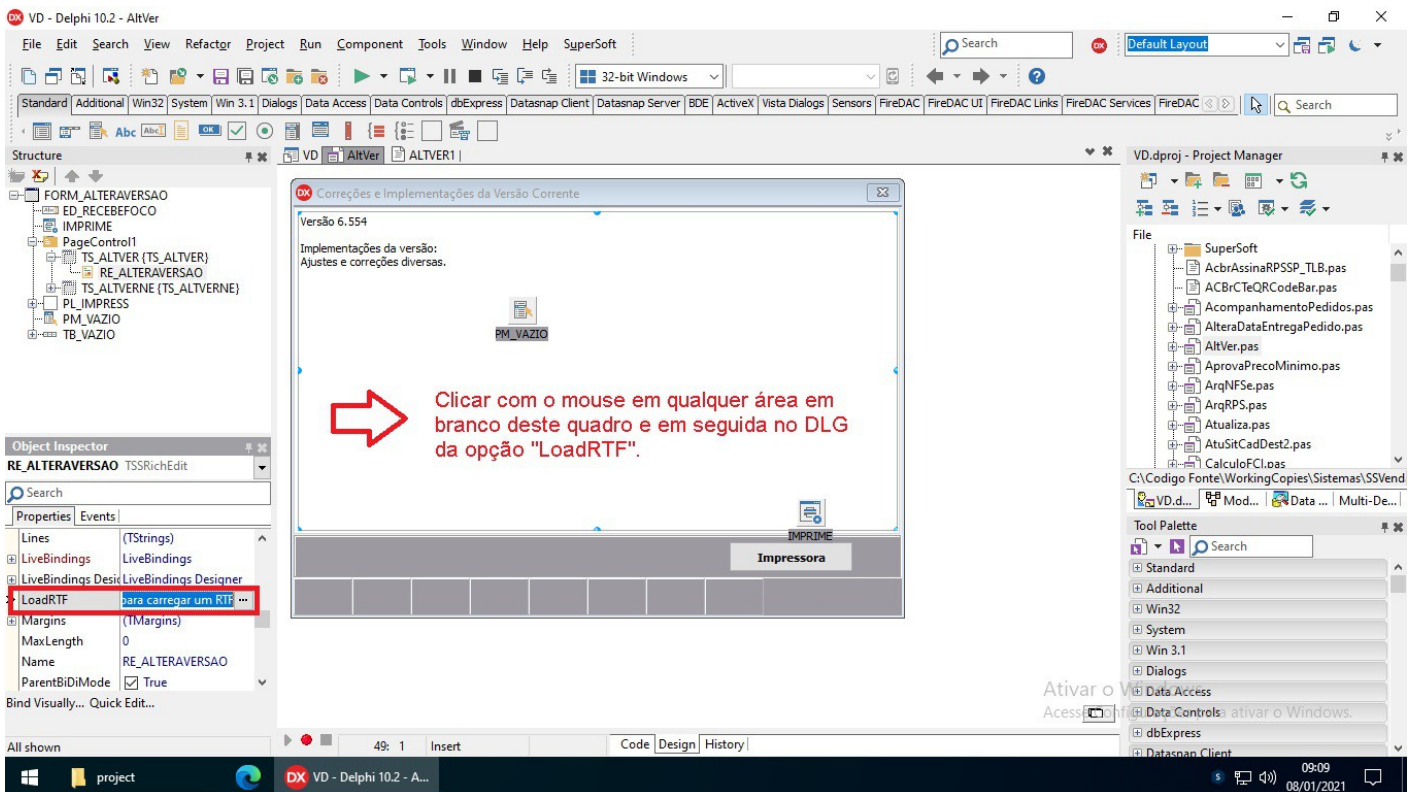 VD - Delphi 10.2 - AltVer
File Edit Search View Refactor Project Run Component Tools Window Help SuperSoft
Search
Default Layout
32-bit Windows
Standard Additional Win32 System Win 3.1 Dialogs Data Access Data Controls dbExpress Datasnap Client Datasnap Server BDE ActiveX Vista Dialogs Sensors FireDAC FireDAC UI FireDAC Links FireDAC Services FireDAC
Search
Abc
OK
Structure
VD AltVer ALTVER1
VD.dproj - Project Manager
FORM_ALTERAVERSAO
ED_RECEBEFOCO
IMPRIME
PageControl1
TS_ALTVER {TS_ALTVER}
RE_ALTERAVERSAO
TS_ALTVERNE {TS_ALTVERNE}
PL_IMPRESS
PM_VAZIO
TB_VAZIO
Correções e Implementações da Versão Corrente
Versão 6.554
Implementações da versão:
Ajustes e correções diversas.
PM_VAZIO
Clicar com o mouse em qualquer área em
branco deste quadro e em seguida no DLG
da opção "LoadRTF".
IMPRIME
Impressora
File
SuperSoft
AcbrAssinaRPSSP_TLB.pas
ACBrCTeQRCodeBar.pas
AcompanhamentoPedidos.pas
AlteraDataEntregaPedido.pas
AltVer.pas
AprovaPrecoMinimo.pas
ArqNFSe.pas
ArqRPS.pas
Atualiza.pas
AtuSitCadDest2.pas
CalculoFCI.pas
C:\Codigo Fonte\WorkingCopies\Sistemas\SSVend
VD.d... Mod... Data ... Multi-De...
Object Inspector
RE_ALTERAVERSAO TSSRichEdit
Search
Properties Events
Lines (TStrings)
LiveBindings LiveBindings
LiveBindings Desig LiveBindings Designer
LoadRTF para carregar um RTF ...
Margins (TMargins)
MaxLength 0
Name RE_ALTERAVERSAO
ParentBiDiMode True
Bind Visually... Quick Edit...
All shown
Tool Palette
Search
Standard
Additional
Win32
System
Win 3.1
Dialogs
Data Access
Data Controls
dbExpress
Datasnap Client
Ativar o Windows
49: 1 Insert
Code Design History
project
VD - Delphi 10.2 - A...
09:09
08/01/2021